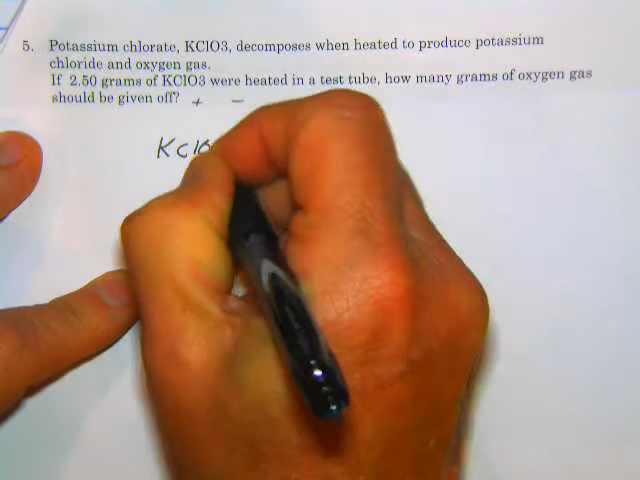 5. Potassium chlorate, KClO3, decomposes when heated to produce potassium
chloride and oxygen gas.
If 2.50 grams of KClO3 were heated in a test tube, how many grams of oxygen gas
should be given off? + −
KClO